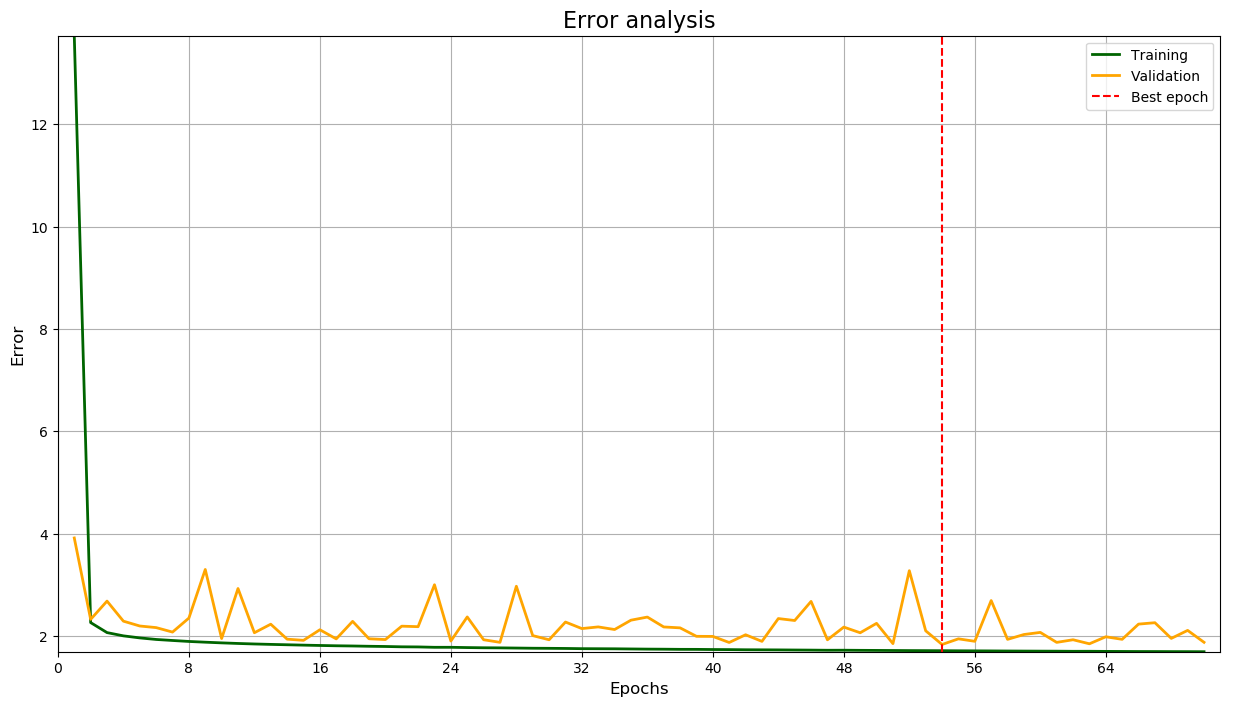 Error analysis
Training
Validation
Best epoch
12
10
8
6
4
2
Error
0 8 16 24 32 40 48 56 64
Epochs